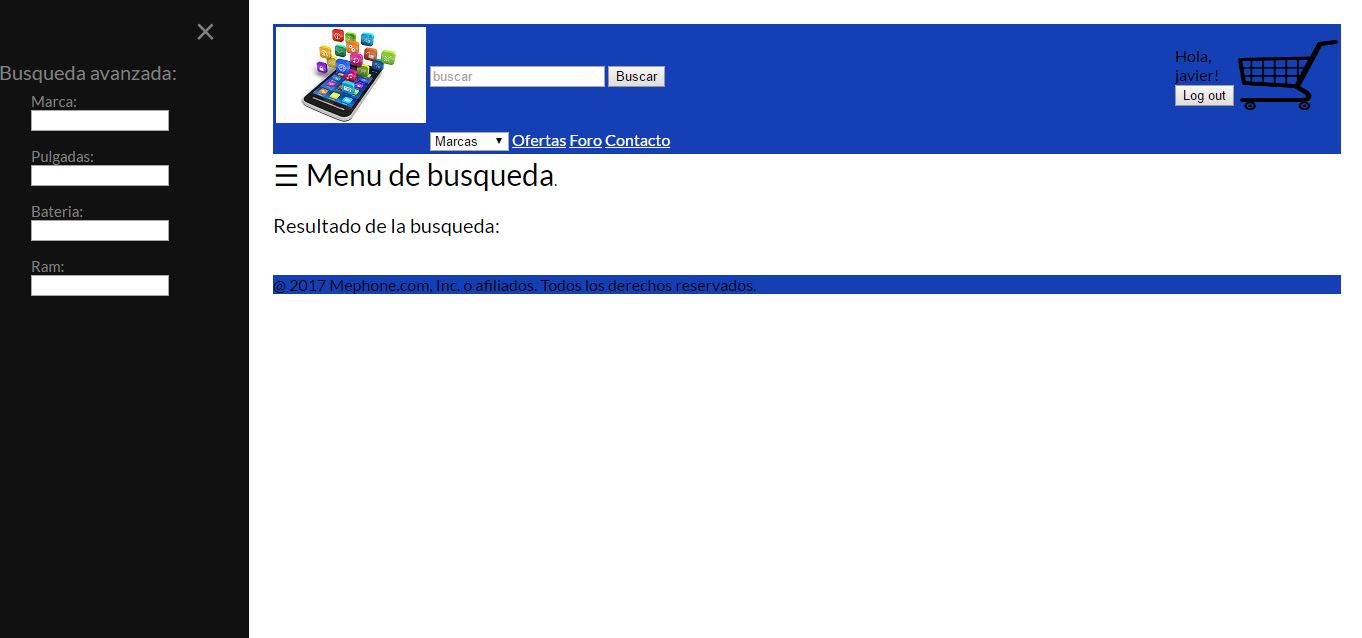 ×
Busqueda avanzada:
Marca:
Pulgadas:
Bateria:
Ram:
buscar Buscar
Hola,
javier!
Log out
Marcas Ofertas Foro Contacto
☰ Menu de busqueda.
Resultado de la busqueda:
@ 2017 Mephone.com, Inc. o afiliados. Todos los derechos reservados.